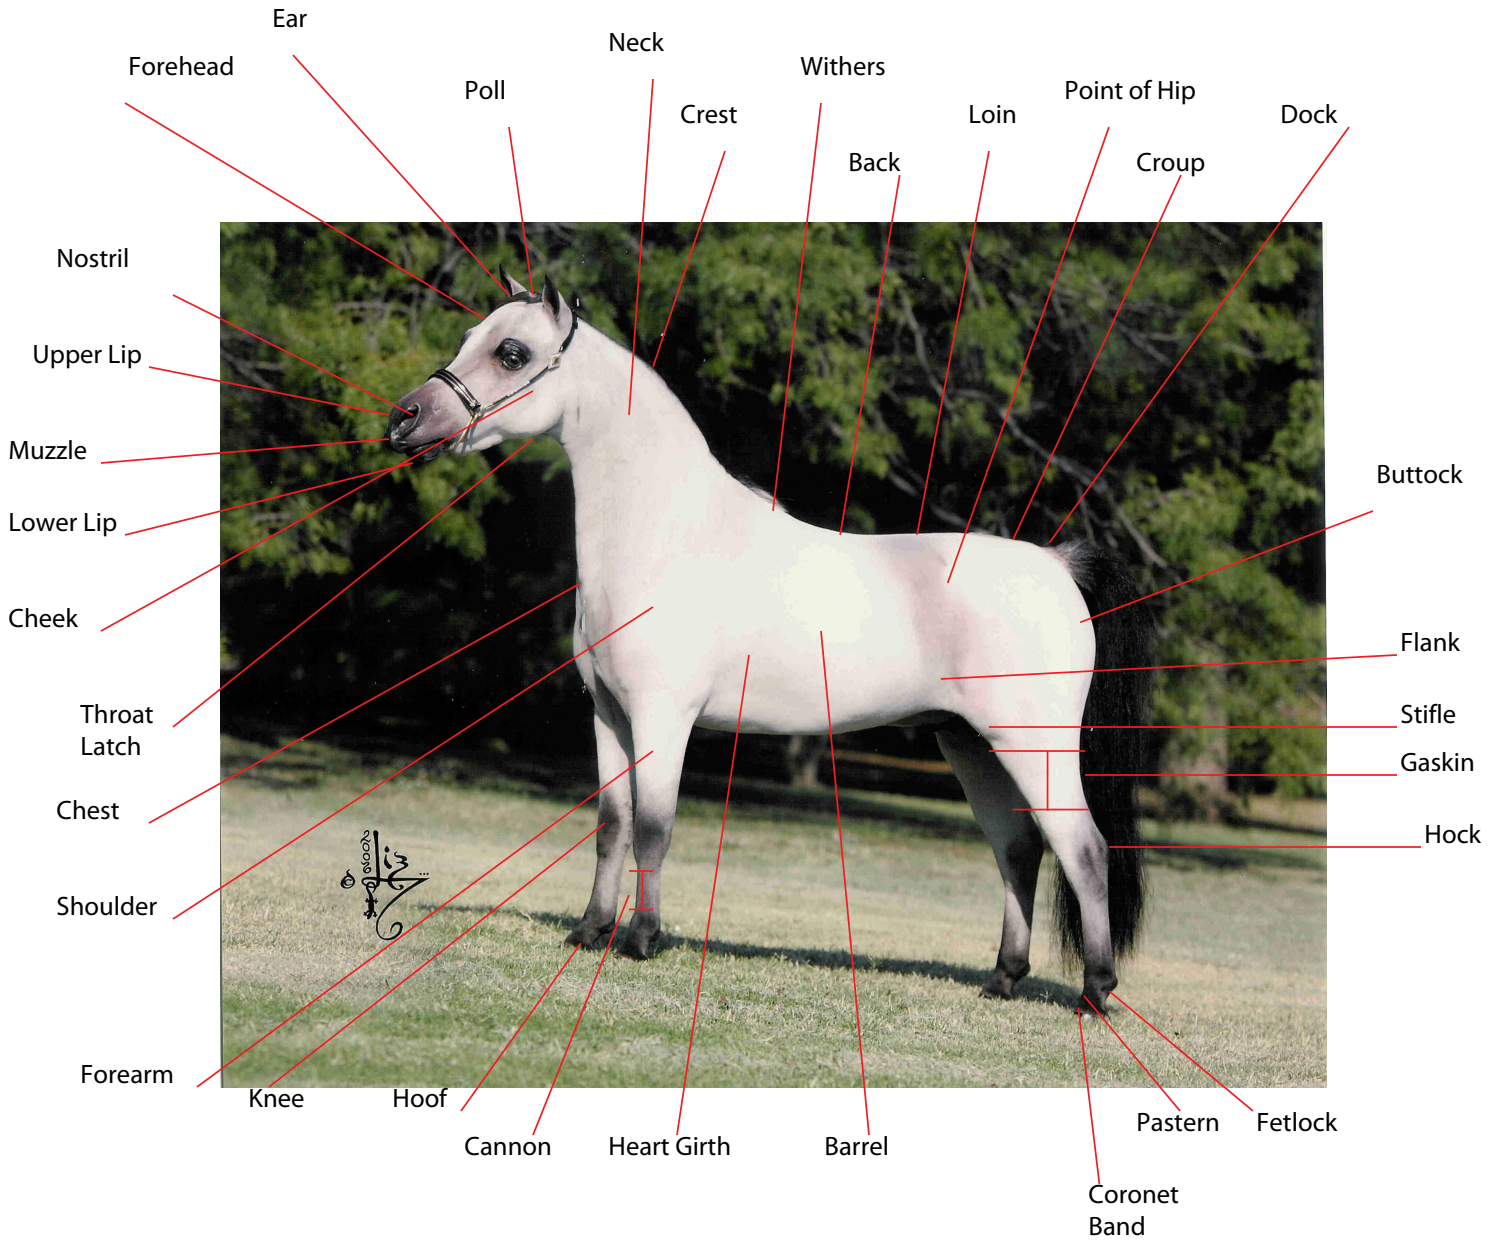 Ear
Neck
Forehead
Withers
Poll
Point of Hip
Crest
Loin
Dock
Back
Croup
Nostril
Upper Lip
Muzzle
Buttock
Lower Lip
Cheek
Flank
Throat
Latch
Stifle
Gaskin
Chest
Hock
© 2002 Liz
Shoulder
Forearm
Knee
Hoof
Pastern
Fetlock
Cannon
Heart Girth
Barrel
Coronet
Band